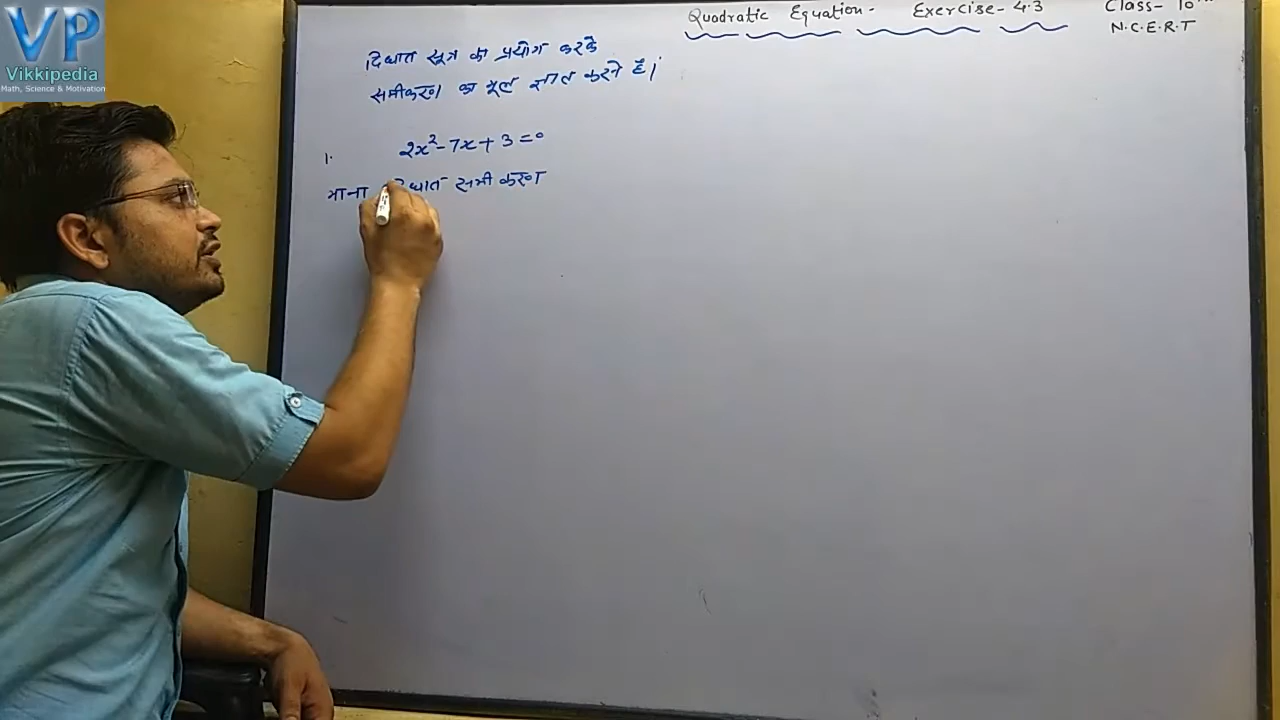 VP
Vikkipedia
Math, Science & Motivation
Quadratic Equation - Exercise - 4.3 Class - 10
N.C.E.R.T
दिघात सूत्र का प्रयोग करके
समीकरण का मूल ज्ञात करते है।
1. 2x² - 7x + 3 = 0
माना समीकरण